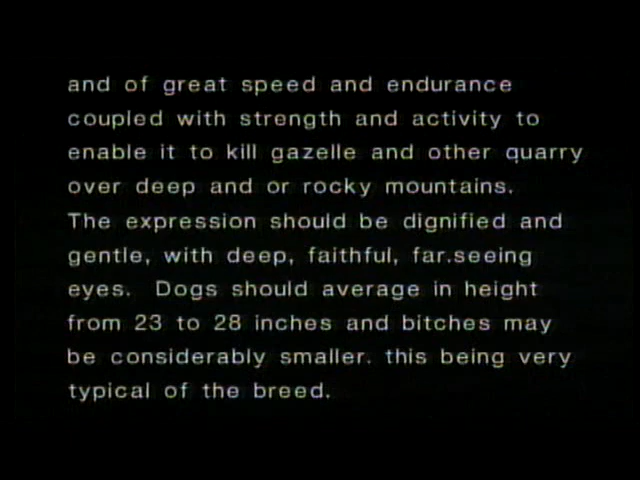 and of great speed and endurance
coupled with strength and activity to
enable it to kill gazelle and other quarry
over deep and or rocky mountains.
The expression should be dignified and
gentle, with deep, faithful, far.seeing
eyes. Dogs should average in height
from 23 to 28 inches and bitches may
be considerably smaller. this being very
typical of the breed.